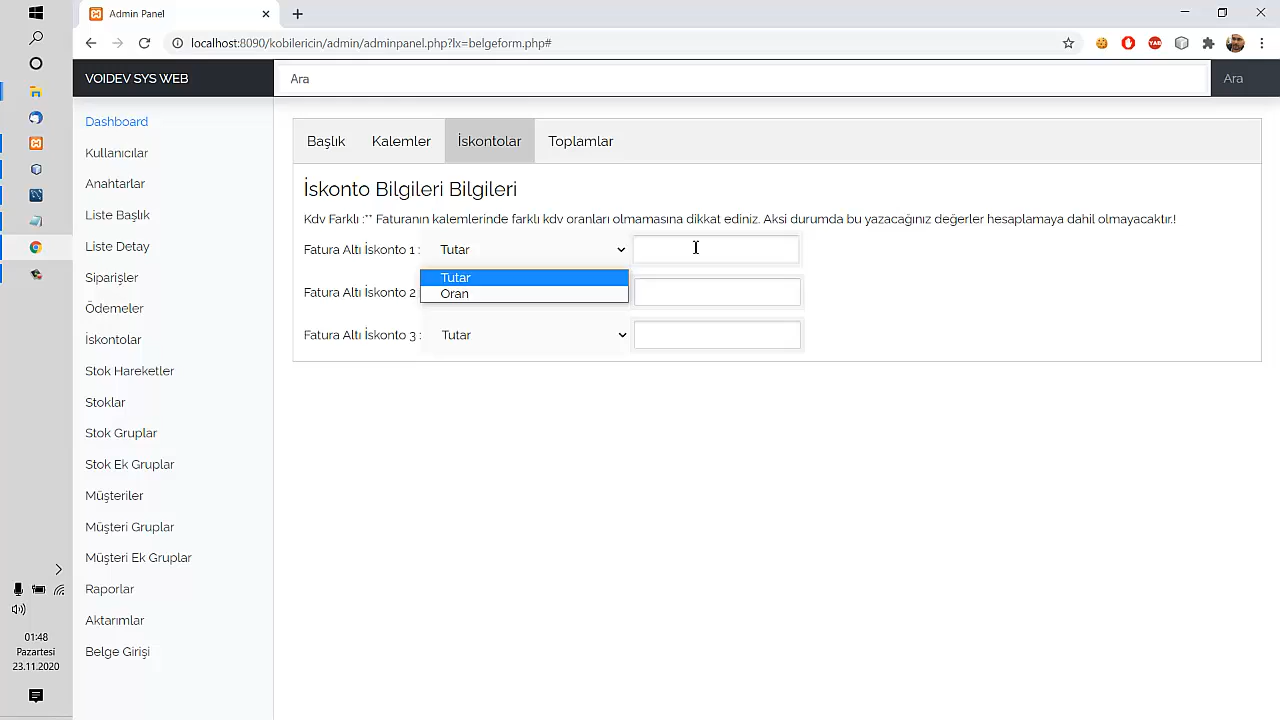 Admin Panel
localhost:8090/kobilericin/admin/adminpanel.php?lx=belgeform.php#
VOIDEV SYS WEB
Ara
Ara
Dashboard
Kullanıcılar
Anahtarlar
Liste Başlık
Liste Detay
Siparişler
Ödemeler
İskontolar
Stok Hareketler
Stoklar
Stok Gruplar
Stok Ek Gruplar
Müşteriler
Müşteri Gruplar
Müşteri Ek Gruplar
Raporlar
Aktarımlar
Belge Girişi
Başlık Kalemler İskontolar Toplamlar
İskonto Bilgileri Bilgileri
Kdv Farklı :** Faturanın kalemlerinde farklı kdv oranları olmamasına dikkat ediniz. Aksi durumda bu yazacağınız değerler hesaplamaya dahil olmayacaktır.!
Fatura Altı İskonto 1 : Tutar
Tutar
Oran
Fatura Altı İskonto 2
Fatura Altı İskonto 3 : Tutar
01:48
Pazartesi
23.11.2020